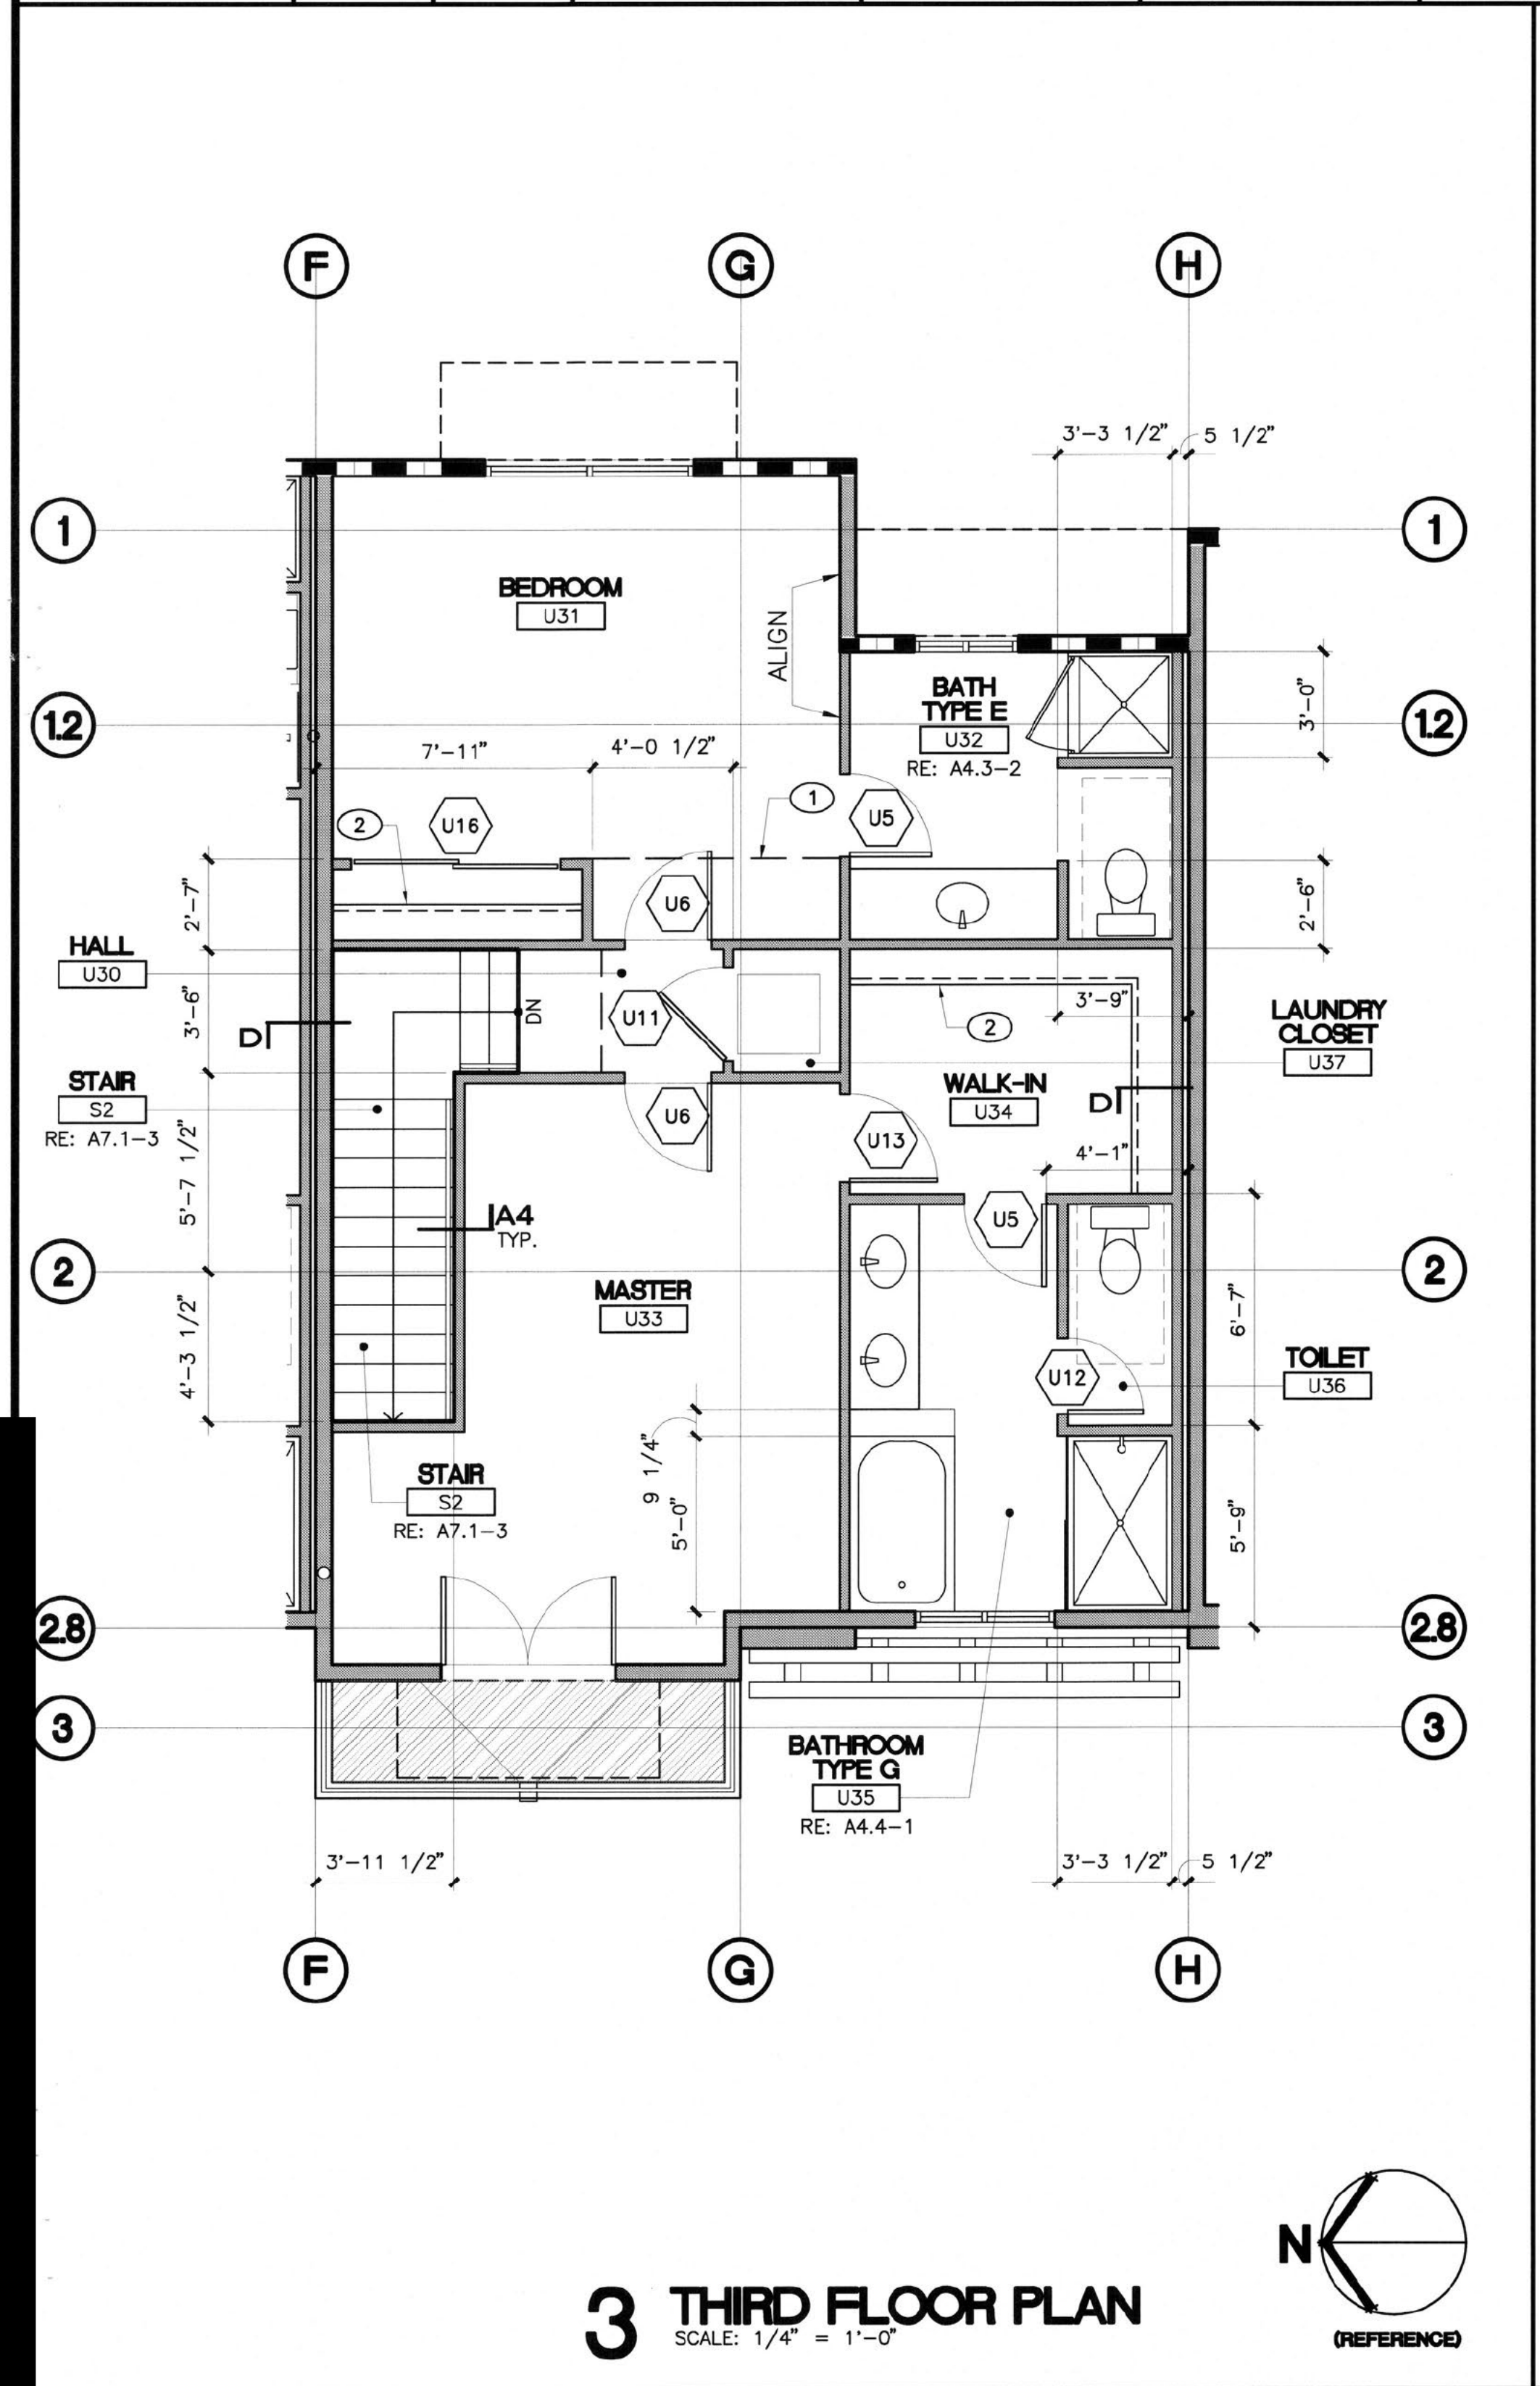 F
G
H
3'-3 1/2"
5 1/2"
1
1
BEDROOM
U31
ALIGN
BATH
TYPE E
U32
RE: A4.3-2
3'-0"
1.2
1.2
7'-11"
4'-0 1/2"
2
U16
1
U5
2'-7"
U6
2'-6"
HALL
U30
3'-6"
D
DN
U11
3'-9"
2
LAUNDRY
CLOSET
U37
STAIR
S2
RE: A7.1-3
U6
WALK-IN
U34
D
U13
4'-1"
5'-7 1/2"
A4
TYP.
U5
2
2
MASTER
U33
6'-7"
4'-3 1/2"
U12
TOILET
U36
9 1/4"
STAIR
S2
RE: A7.1-3
5'-0"
5'-9"
2.8
2.8
3
3
BATHROOM
TYPE G
U35
RE: A4.4-1
3'-11 1/2"
3'-3 1/2"
5 1/2"
F
G
H
N
3 THIRD FLOOR PLAN
SCALE: 1/4" = 1'-0"
(REFERENCE)